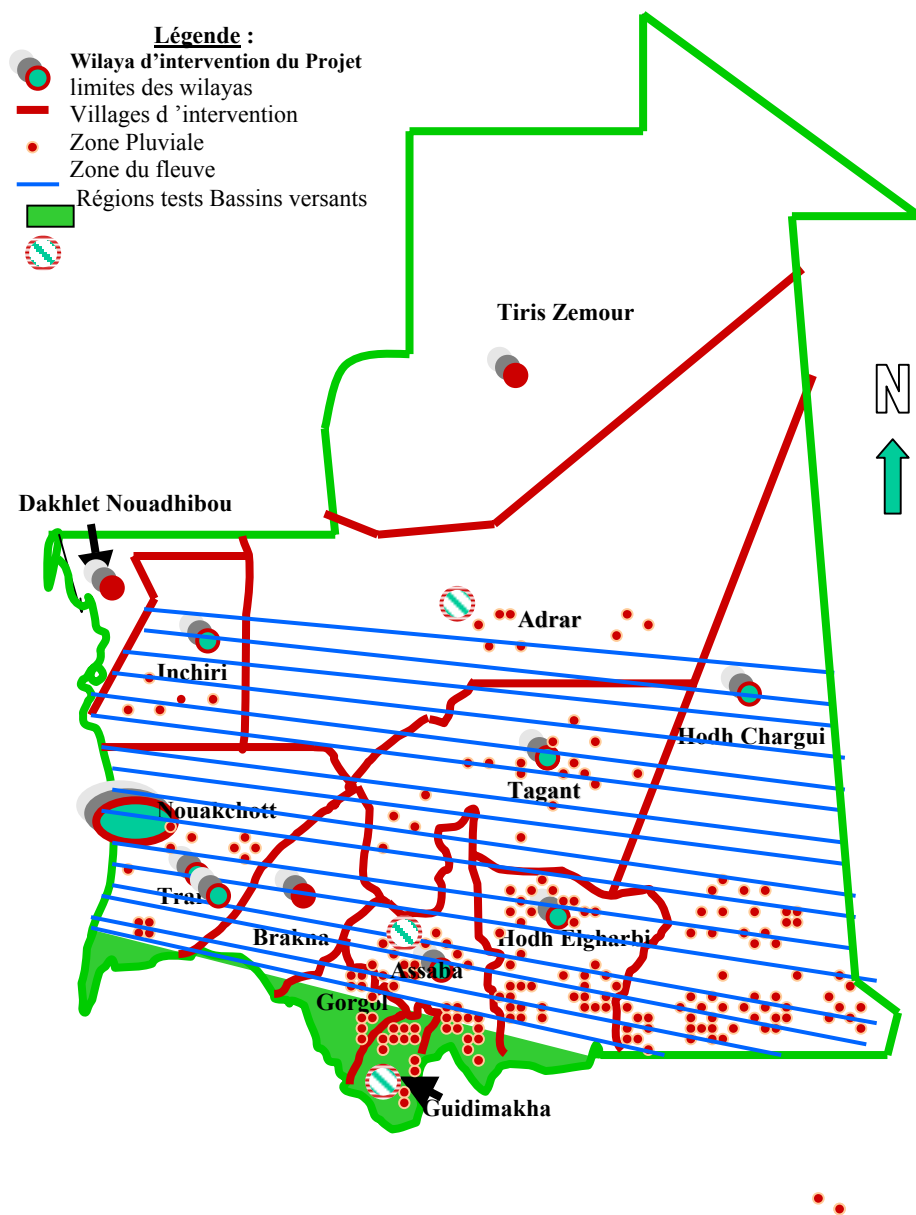 Légende :
Wilaya d'intervention du Projet
limites des wilayas
Villages d 'intervention
Zone Pluviale
Zone du fleuve
Régions tests Bassins versants
Tiris Zemour
N
Dakhlet Nouadhibou
Adrar
Inchiri
Hodh Chargui
Tagant
Nouakchott
Brakna
Hodh Elgharbi
Assaba
Gorgol
Guidimakha